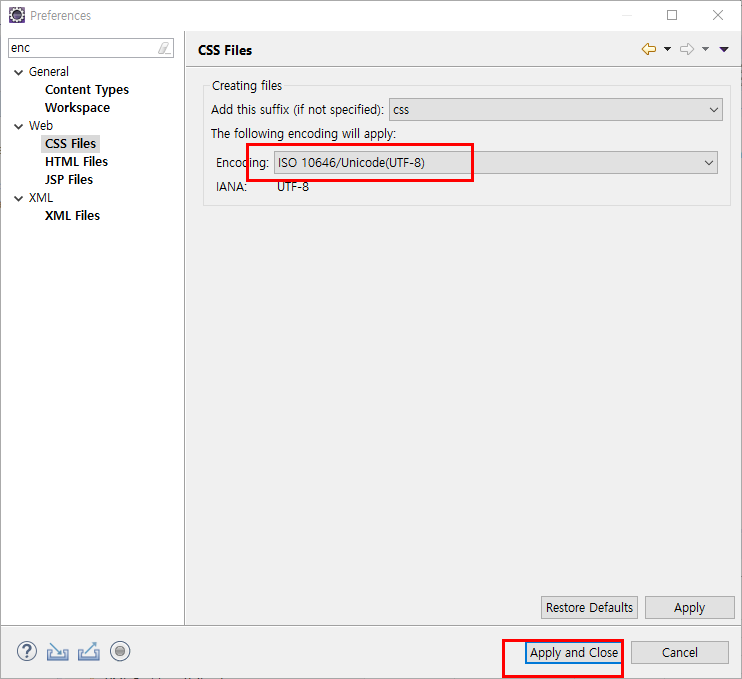 Preferences
enc
CSS Files
General
Content Types
Workspace
Web
CSS Files
HTML Files
JSP Files
XML
XML Files
Creating files
Add this suffix (if not specified): css
The following encoding will apply:
Encoding: ISO 10646/Unicode(UTF-8)
IANA: UTF-8
Restore Defaults
Apply
Apply and Close
Cancel